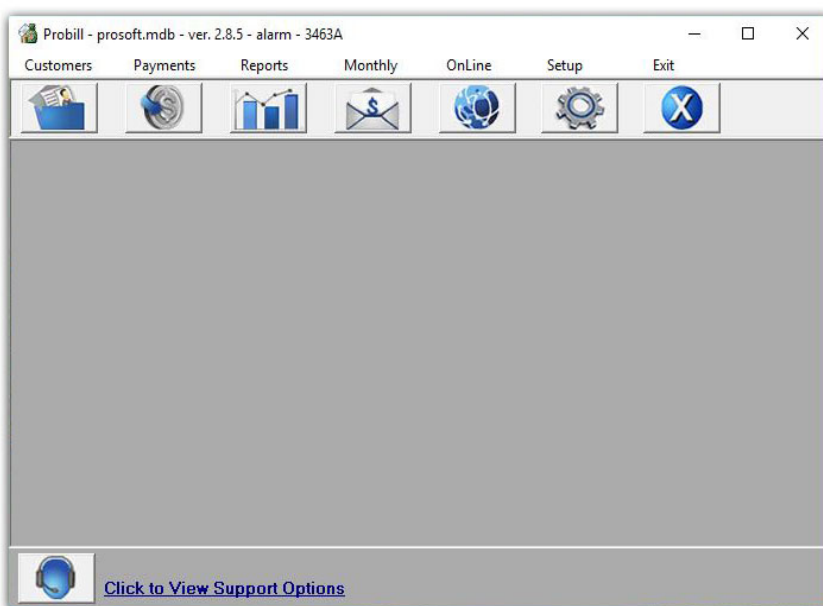 Probill - prosoft.mdb - ver. 2.8.5 - alarm - 3463A
Customers Payments Reports Monthly OnLine Setup Exit
$ $ X
Click to View Support Options